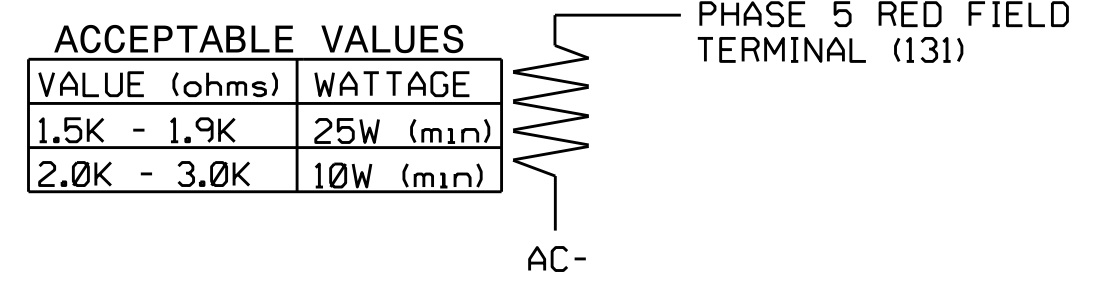 ACCEPTABLE VALUES
VALUE (ohms) WATTAGE
1.5K - 1.9K 25W (min)
2.0K - 3.0K 10W (min)
PHASE 5 RED FIELD
TERMINAL (131)
AC-